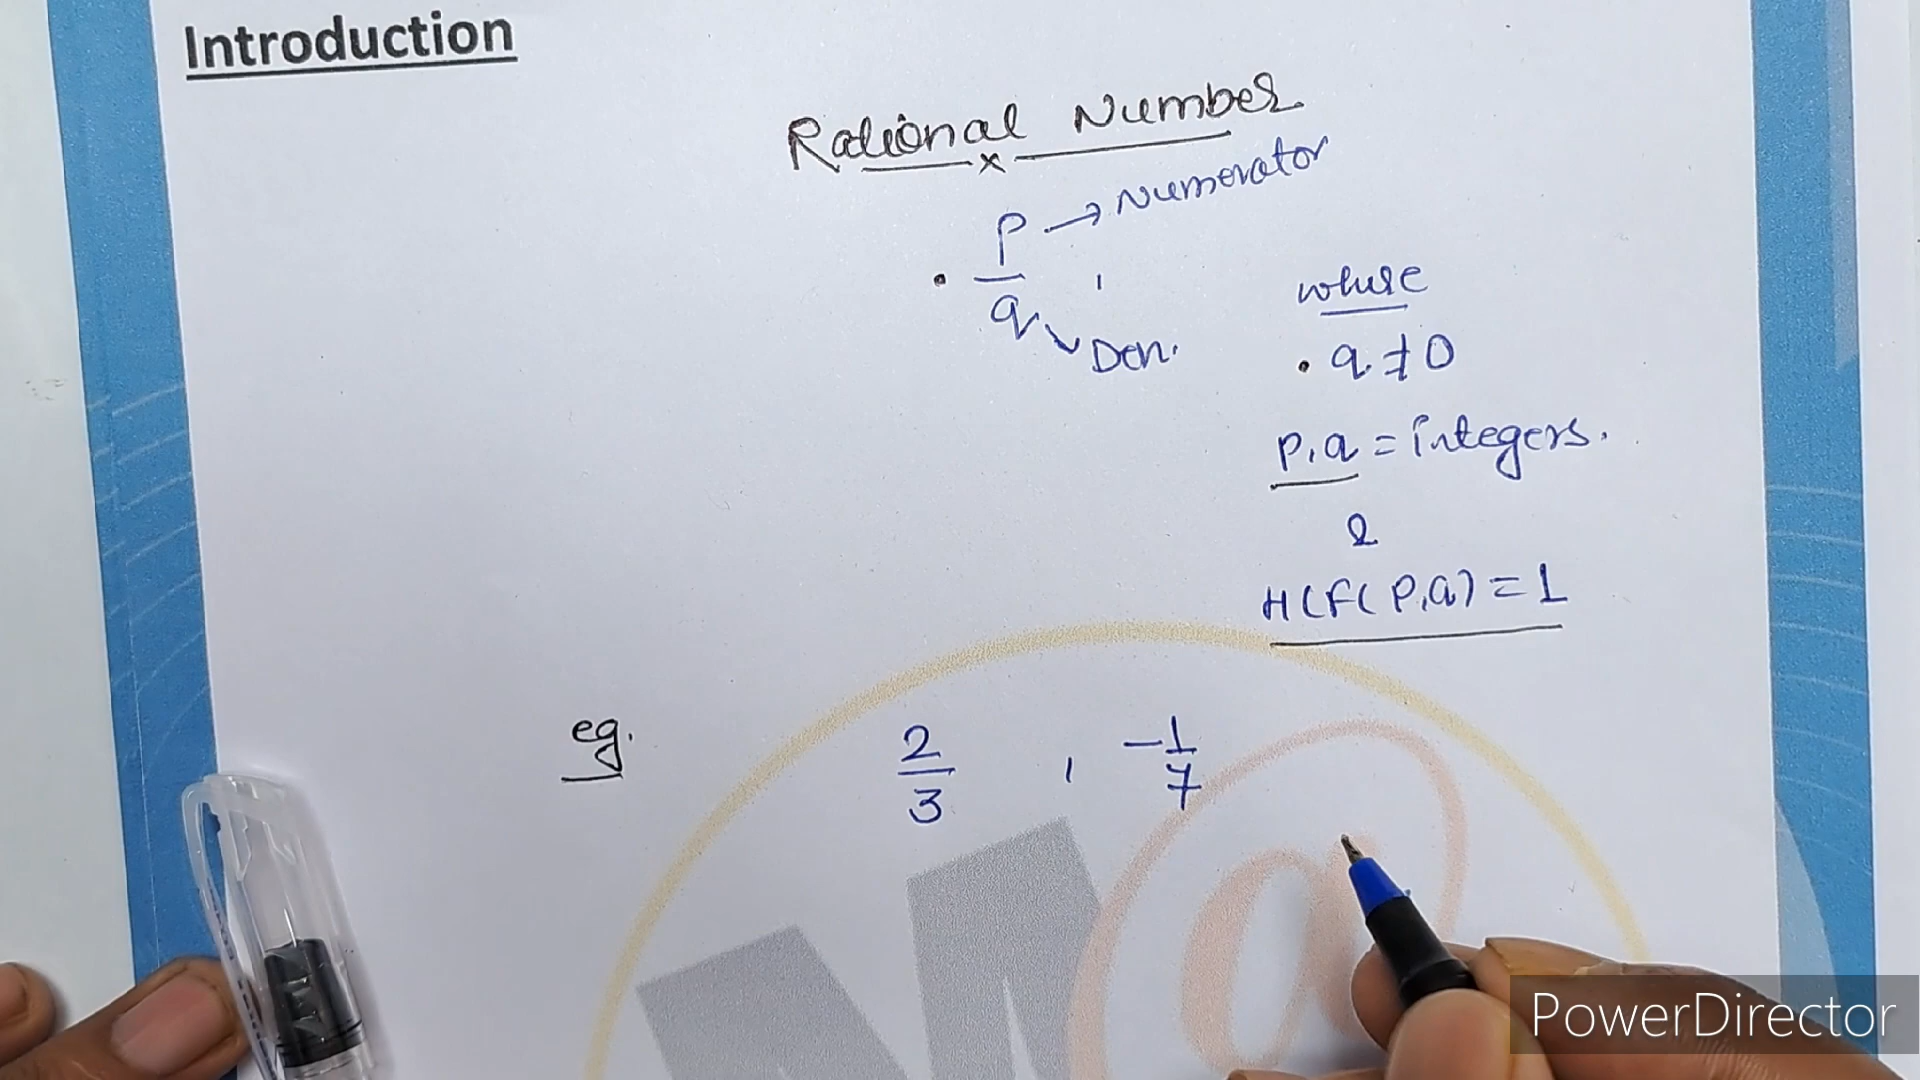 Introduction
Rational Number
P → Numerator
q ↘ Den.
,
where
• q ≠ 0
P, q = integers.
&
HCF( P, q) = 1
eg. 2/3 , -1/7
PowerDirector